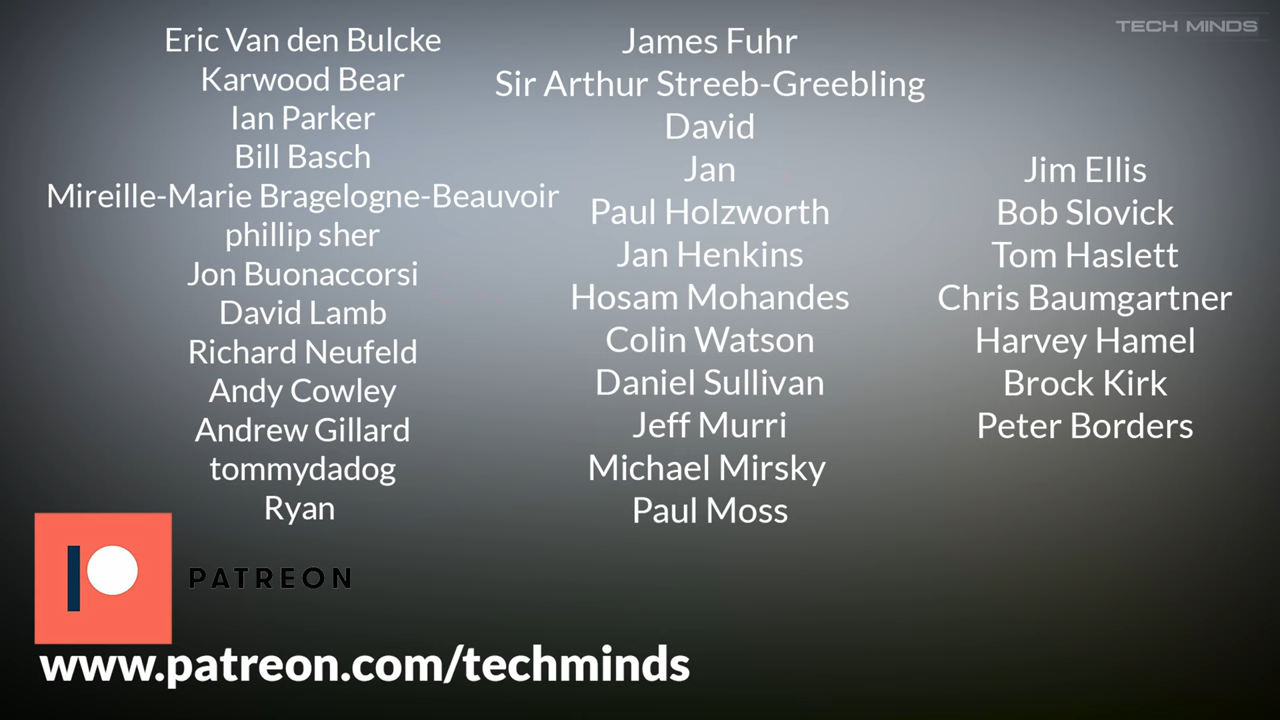 TECH MINDS
Eric Van den Bulcke
Karwood Bear
Ian Parker
Bill Basch
Mireille-Marie Bragelogne-Beauvoir
phillip sher
Jon Buonaccorsi
David Lamb
Richard Neufeld
Andy Cowley
Andrew Gillard
tommydadog
Ryan
James Fuhr
Sir Arthur Streeb-Greebling
David
Jan
Paul Holzworth
Jan Henkins
Hosam Mohandes
Colin Watson
Daniel Sullivan
Jeff Murri
Michael Mirsky
Paul Moss
Jim Ellis
Bob Slovick
Tom Haslett
Chris Baumgartner
Harvey Hamel
Brock Kirk
Peter Borders
PATREON
www.patreon.com/techminds